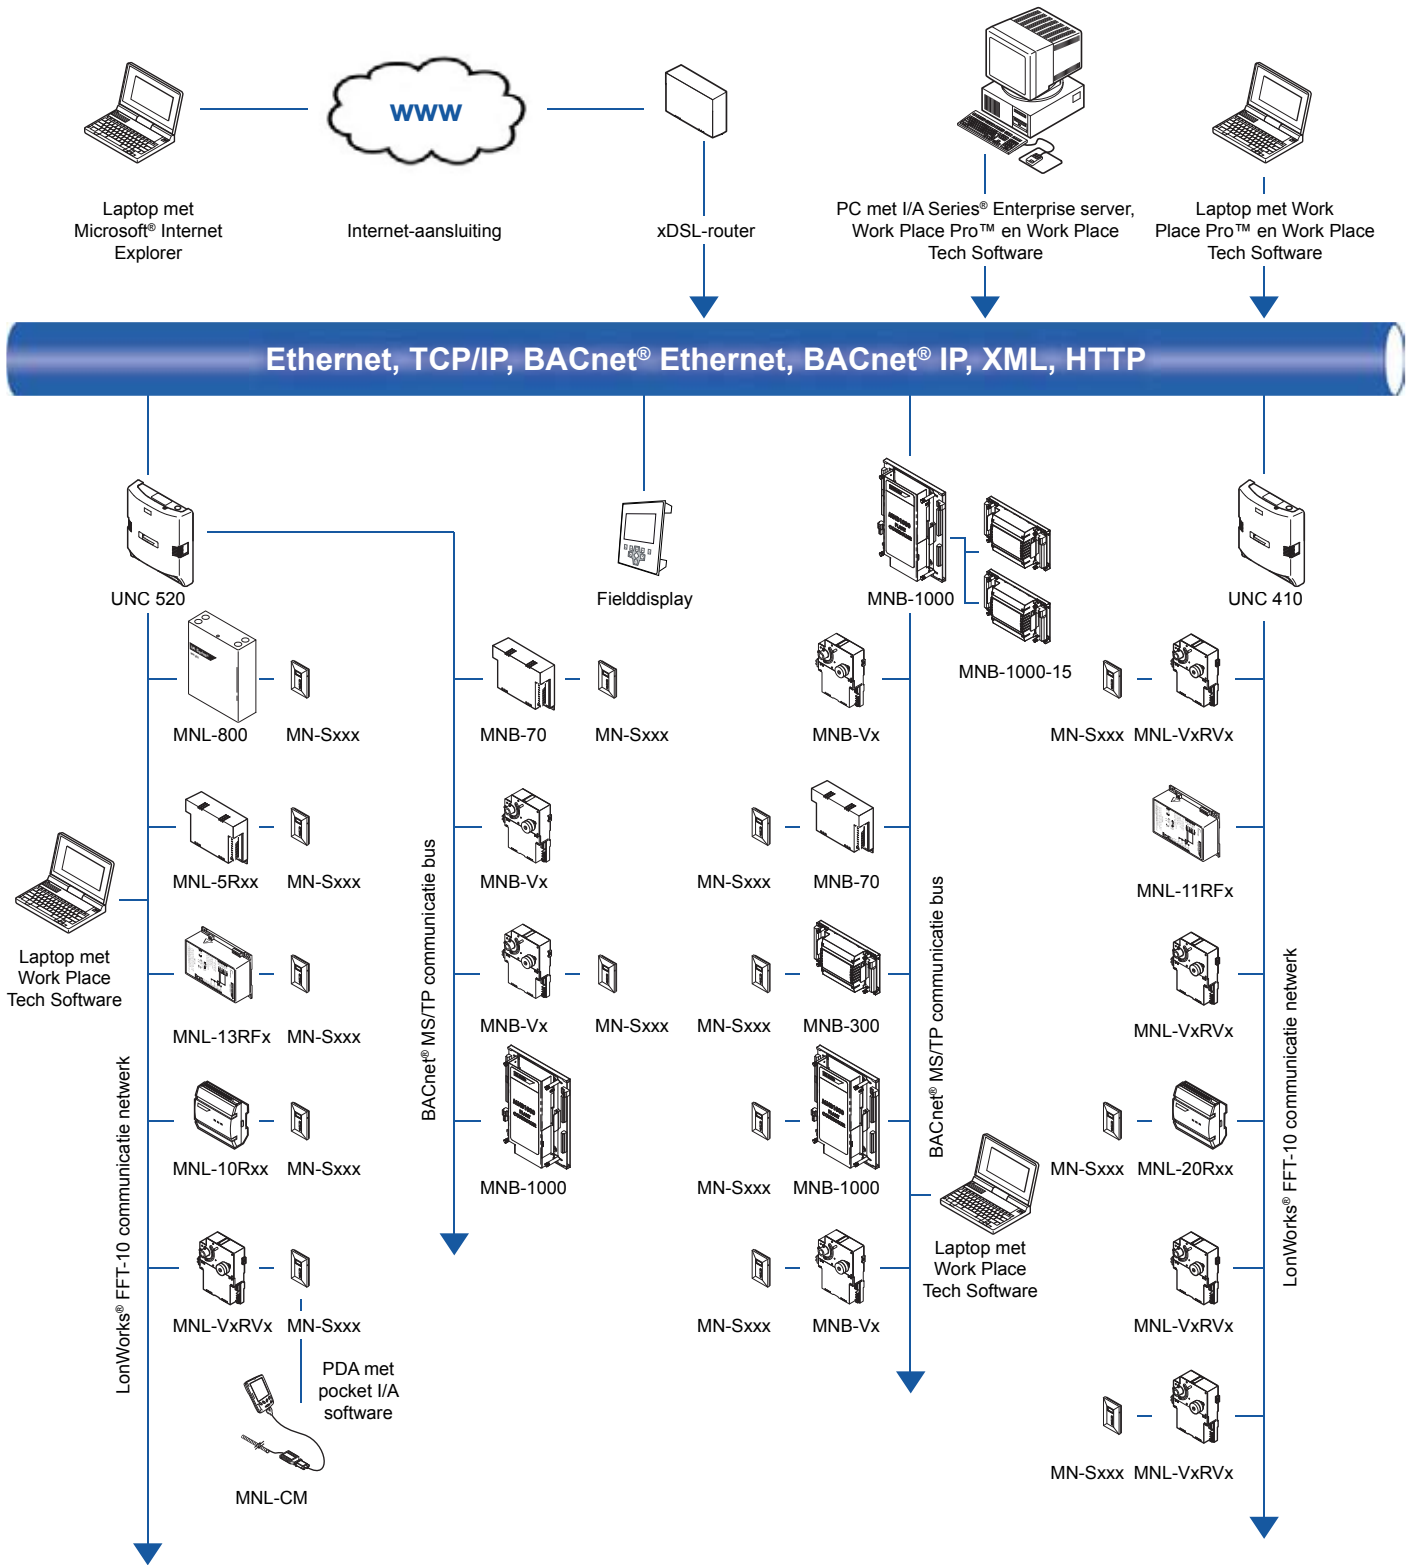 www
Laptop met
Microsoft® Internet
Explorer
Internet-aansluiting
xDSL-router
PC met I/A Series® Enterprise server,
Work Place Pro™ en Work Place
Tech Software
Laptop met Work
Place Pro™ en Work Place
Tech Software
Ethernet, TCP/IP, BACnet® Ethernet, BACnet® IP, XML, HTTP
UNC 520
Fielddisplay
MNB-1000
UNC 410
MNB-1000-15
MNL-800
MN-Sxxx
MNB-70
MN-Sxxx
MNB-Vx
MN-Sxxx
MNL-VxRVx
MNL-5Rxx
MN-Sxxx
MNB-Vx
MN-Sxxx
MNB-70
MNL-11RFx
Laptop met
Work Place
Tech Software
MNL-13RFx
MN-Sxxx
MNB-Vx
MN-Sxxx
MN-Sxxx
MNB-300
MNL-VxRVx
MNL-10Rxx
MN-Sxxx
MNB-1000
MN-Sxxx
MNB-1000
MN-Sxxx
MNL-20Rxx
LonWorks® FFT-10 communicatie netwerk
BACnet® MS/TP communicatie bus
BACnet® MS/TP communicatie bus
LonWorks® FFT-10 communicatie netwerk
Laptop met
Work Place
Tech Software
MNL-VxRVx
MN-Sxxx
MN-Sxxx
MNB-Vx
MNL-VxRVx
PDA met
pocket I/A
software
MNL-CM
MN-Sxxx
MNL-VxRVx